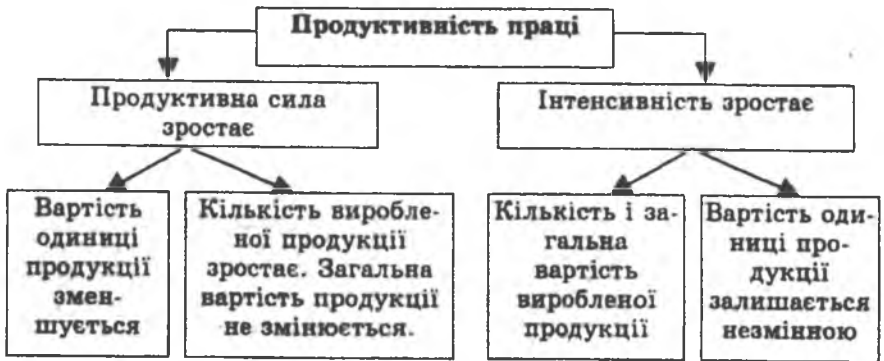 Продуктивність праці
Продуктивна сила
зростає
Інтенсивність зростає
Вартість
одиниці
продукції
змен-
шується
Кількість виробле-
ної продукції
зростає. Загальна
вартість продукції
не змінюється.
Кількість і за-
гальна
вартість
виробленої
продукції
Вартість оди-
ниці про-
дукції
залишається
незмінною